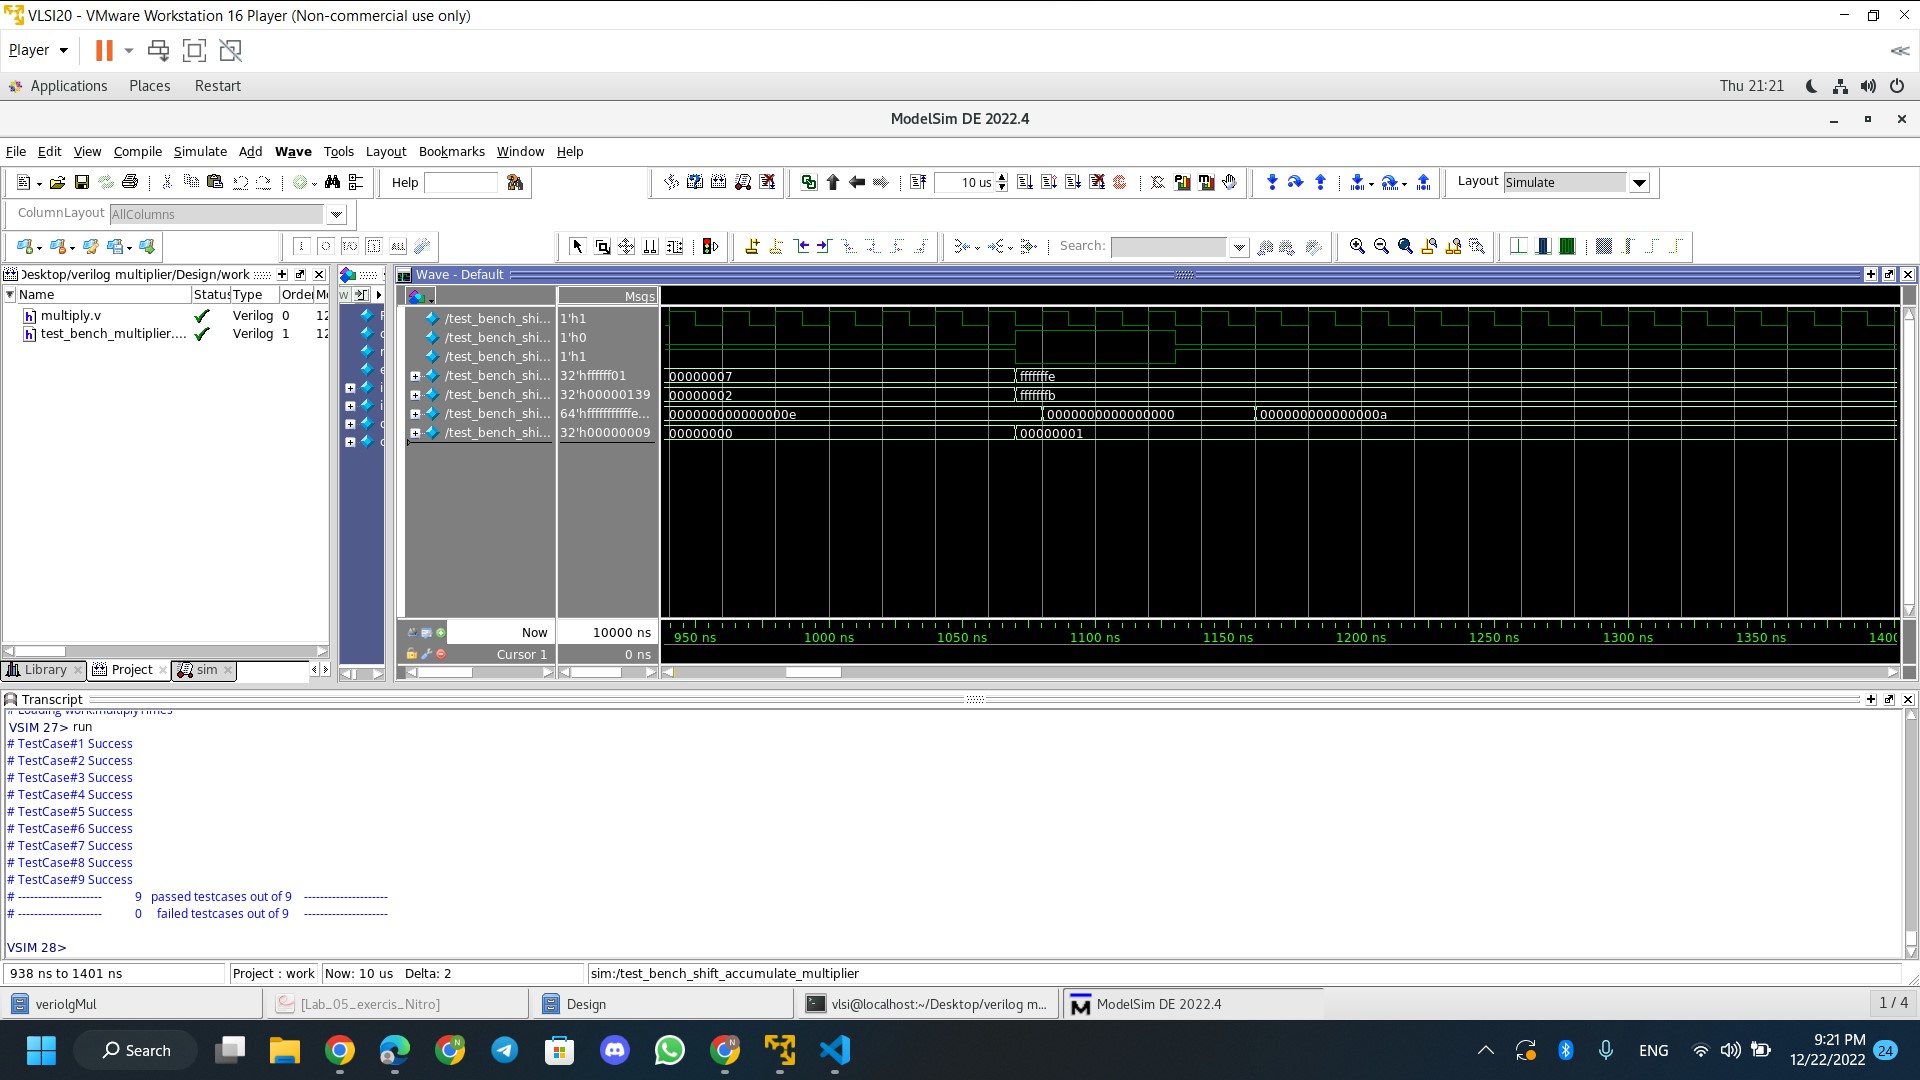 VLSI20 - VMware Workstation 16 Player (Non-commercial use only)
Player
Applications Places Restart Thu 21:21
ModelSim DE 2022.4
File Edit View Compile Simulate Add Wave Tools Layout Bookmarks Window Help
Help 10 us Layout Simulate
ColumnLayout AllColumns
Search:
Desktop/verilog multiplier/Design/work
Wave - Default
Name Status Type Order Mo
Msgs
multiply.v Verilog 0 12
test_bench_multiplier.... Verilog 1 12
/test_bench_shi... 1'h1
/test_bench_shi... 1'h0
/test_bench_shi... 1'h1
/test_bench_shi... 32'hffffff01 00000007 fffffffe
/test_bench_shi... 32'h00000139 00000002 fffffffb
/test_bench_shi... 64'hfffffffffffe... 000000000000000e 0000000000000000 000000000000000a
/test_bench_shi... 32'h00000009 00000000 00000001
Now 10000 ns
Cursor 1 0 ns
950 ns 1000 ns 1050 ns 1100 ns 1150 ns 1200 ns 1250 ns 1300 ns 1350 ns 1400
Library Project sim
Transcript
# Loading work.multiplyTimes
VSIM 27> run
# TestCase#1 Success
# TestCase#2 Success
# TestCase#3 Success
# TestCase#4 Success
# TestCase#5 Success
# TestCase#6 Success
# TestCase#7 Success
# TestCase#8 Success
# TestCase#9 Success
# --------------------- 9 passed testcases out of 9 ---------------------
# --------------------- 0 failed testcases out of 9 ---------------------
VSIM 28>
938 ns to 1401 ns Project : work Now: 10 us Delta: 2 sim:/test_bench_shift_accumulate_multiplier
veriolgMul [Lab_05_exercis_Nitro] Design vlsi@localhost:~/Desktop/verilog m... ModelSim DE 2022.4 1 / 4
Search ENG 9:21 PM
12/22/2022 24